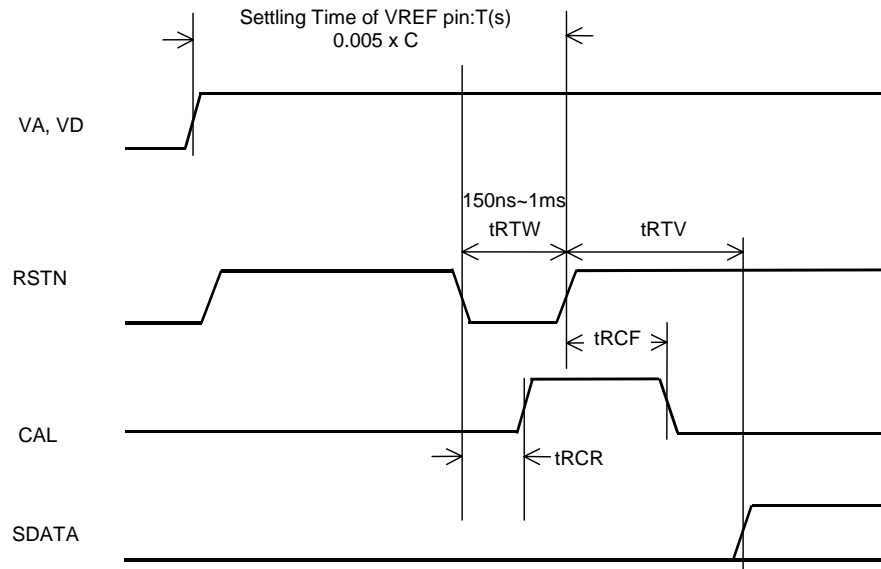 Settling Time of VREF pin:T(s)
0.005 x C
VA, VD
150ns~1ms
tRTW
tRTV
RSTN
tRCF
CAL
tRCR
SDATA